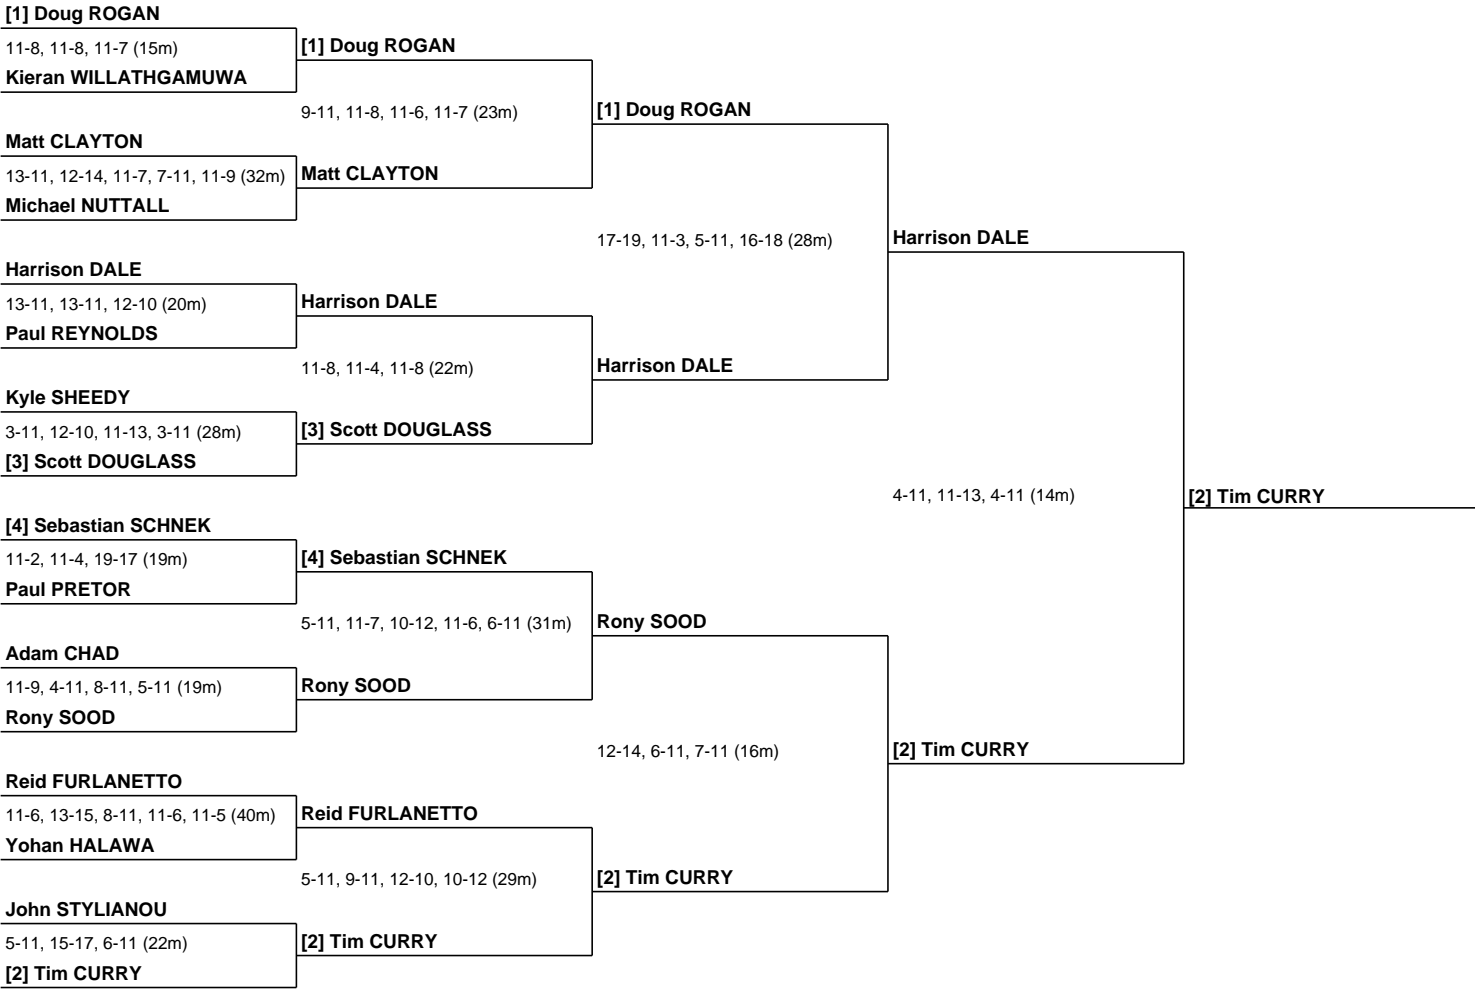 [1] Doug ROGAN
11-8, 11-8, 11-7 (15m)
Kieran WILLATHGAMUWA
Matt CLAYTON
13-11, 12-14, 11-7, 7-11, 11-9 (32m)
Michael NUTTALL
Harrison DALE
13-11, 13-11, 12-10 (20m)
Paul REYNOLDS
Kyle SHEEDY
3-11, 12-10, 11-13, 3-11 (28m)
[3] Scott DOUGLASS
[4] Sebastian SCHNEK
11-2, 11-4, 19-17 (19m)
Paul PRETOR
Adam CHAD
11-9, 4-11, 8-11, 5-11 (19m)
Rony SOOD
Reid FURLANETTO
11-6, 13-15, 8-11, 11-6, 11-5 (40m)
Yohan HALAWA
John STYLIANOU
5-11, 15-17, 6-11 (22m)
[2] Tim CURRY
[1] Doug ROGAN
9-11, 11-8, 11-6, 11-7 (23m)
Matt CLAYTON
Harrison DALE
11-8, 11-4, 11-8 (22m)
[3] Scott DOUGLASS
[4] Sebastian SCHNEK
5-11, 11-7, 10-12, 11-6, 6-11 (31m)
Rony SOOD
Reid FURLANETTO
5-11, 9-11, 12-10, 10-12 (29m)
[2] Tim CURRY
[1] Doug ROGAN
17-19, 11-3, 5-11, 16-18 (28m)
Harrison DALE
Rony SOOD
12-14, 6-11, 7-11 (16m)
[2] Tim CURRY
Harrison DALE
4-11, 11-13, 4-11 (14m)
[2] Tim CURRY
[2] Tim CURRY